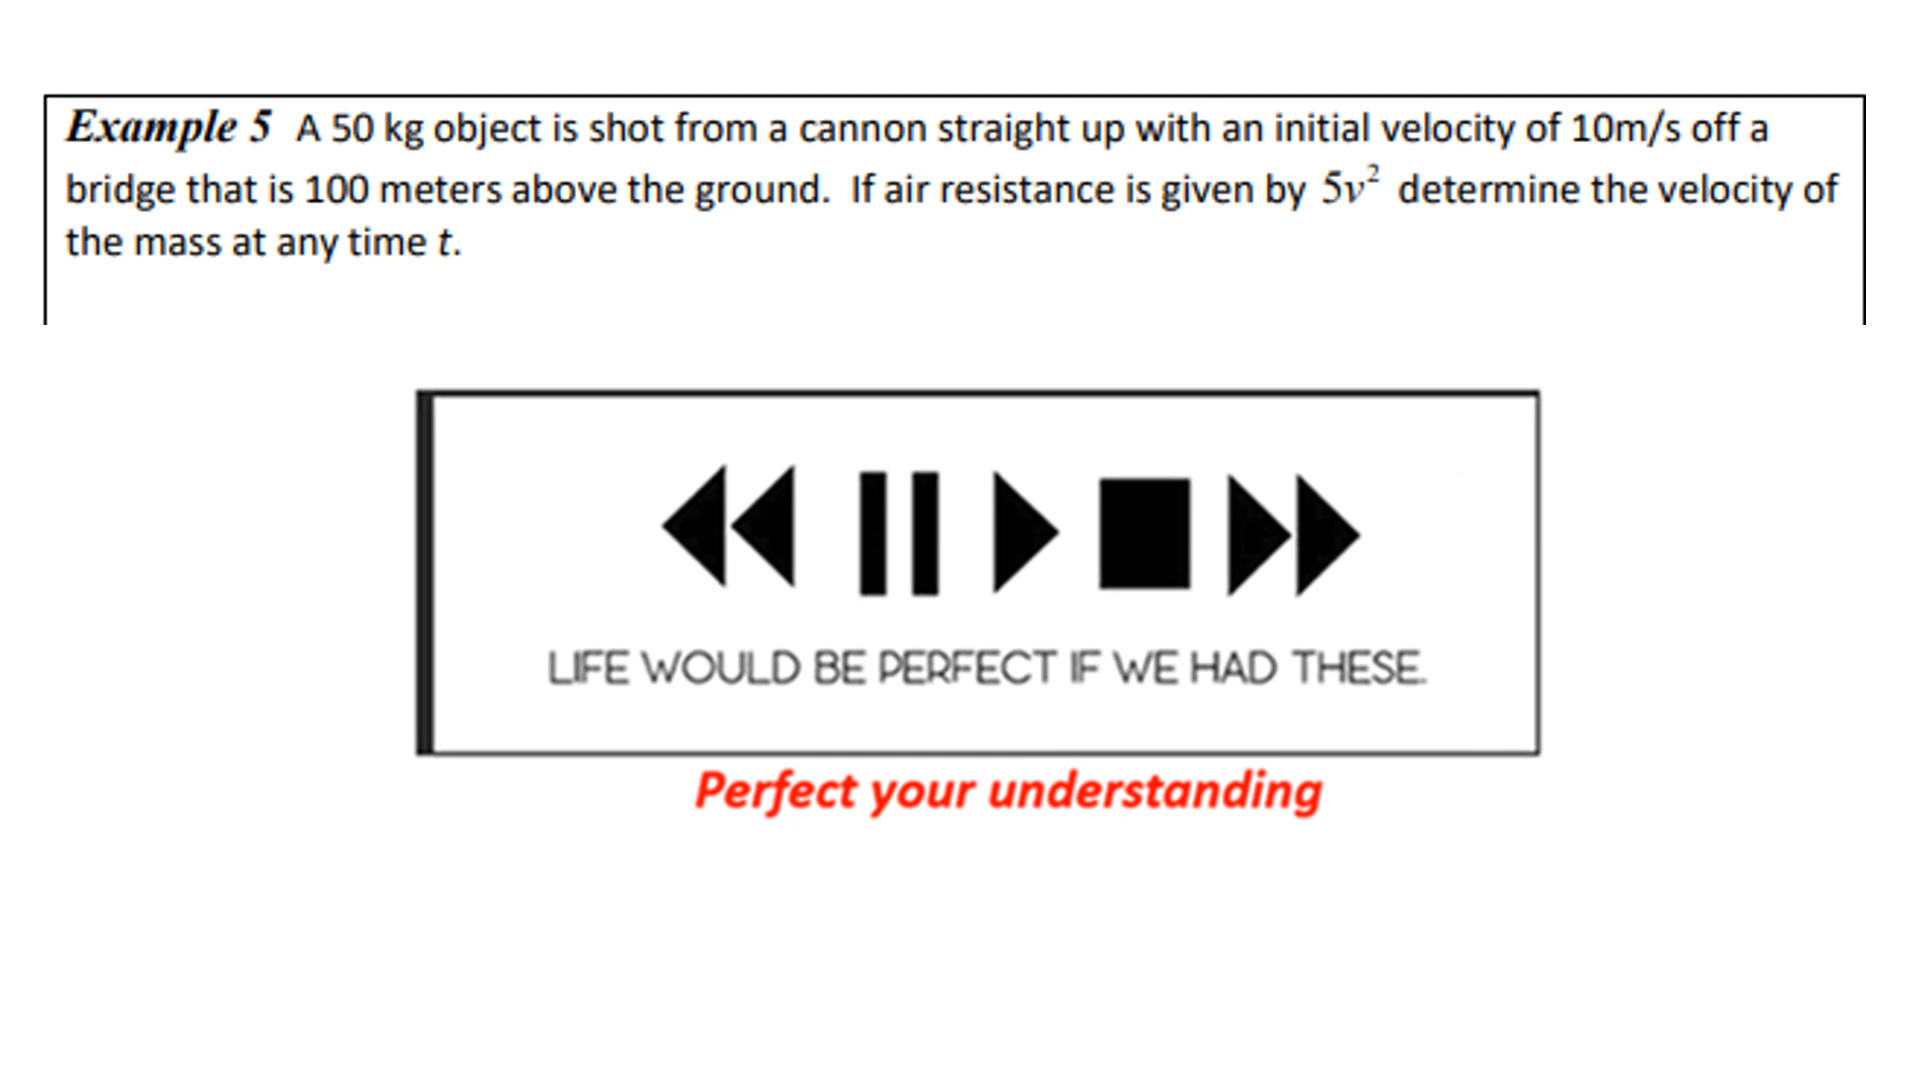 Example 5 A 50 kg object is shot from a cannon straight up with an initial velocity of 10m/s off a
bridge that is 100 meters above the ground. If air resistance is given by 5v² determine the velocity of
the mass at any time t.
LIFE WOULD BE PERFECT IF WE HAD THESE.
Perfect your understanding